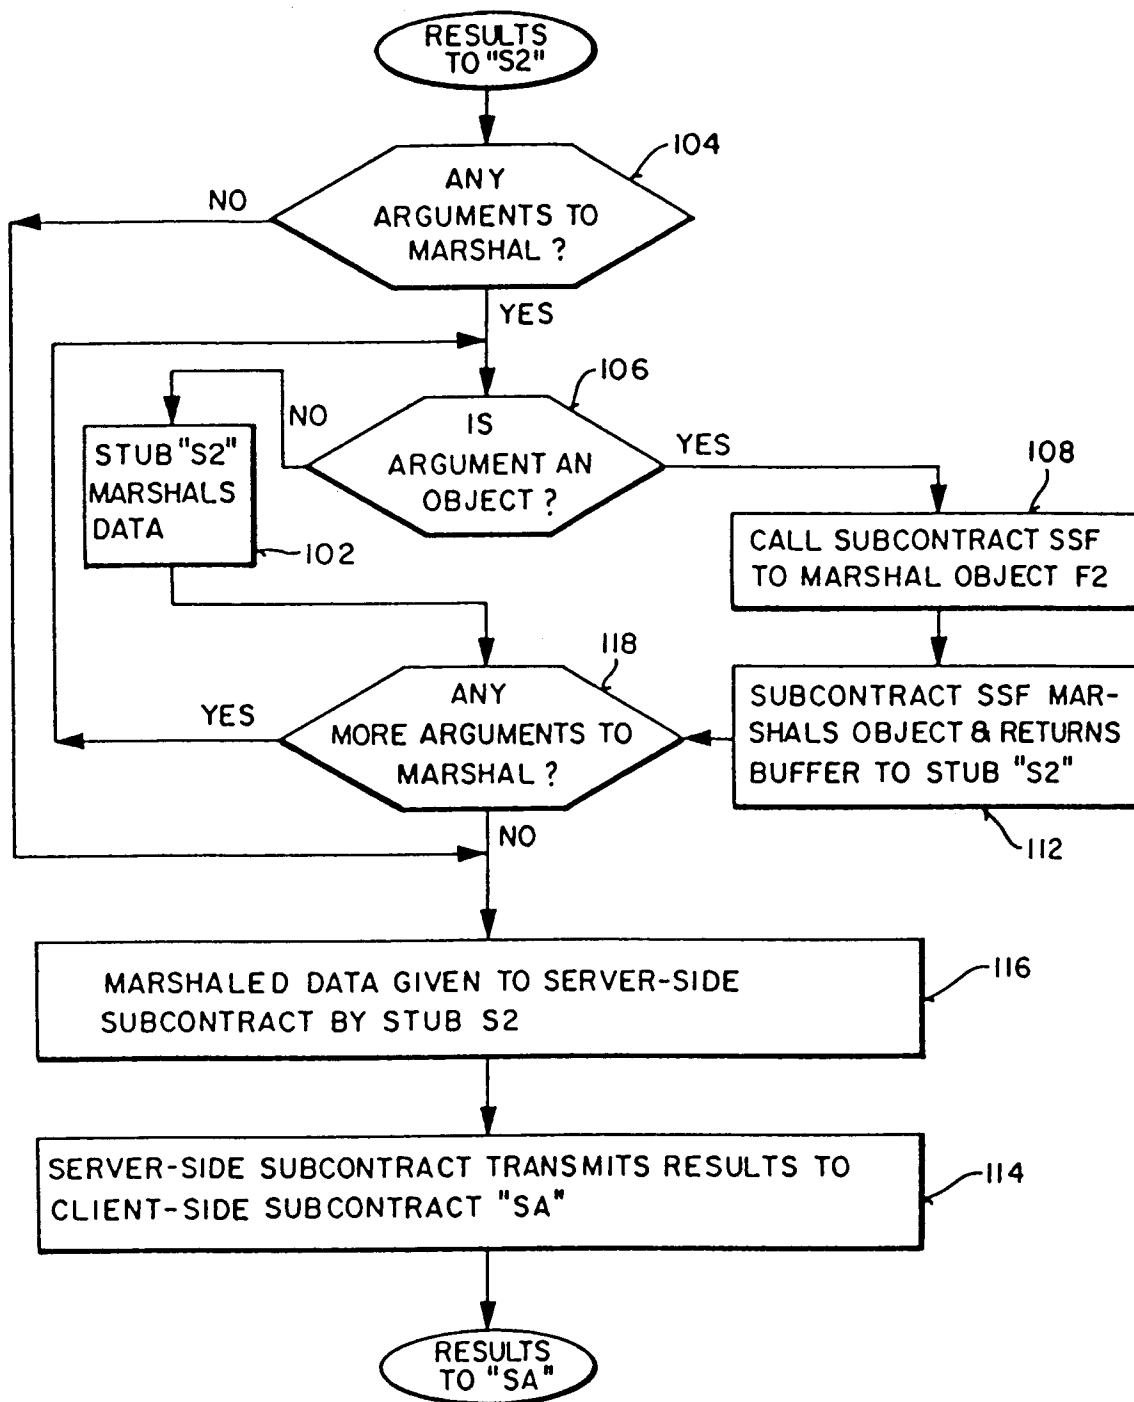 RESULTS
TO "S2"
104
ANY
ARGUMENTS TO
MARSHAL ?
NO
YES
106
IS
ARGUMENT AN
OBJECT ?
NO
YES
STUB "S2"
MARSHALS
DATA
102
108
CALL SUBCONTRACT SSF
TO MARSHAL OBJECT F2
118
ANY
MORE ARGUMENTS TO
MARSHAL ?
YES
NO
SUBCONTRACT SSF MAR-
SHALS OBJECT & RETURNS
BUFFER TO STUB "S2"
112
MARSHALED DATA GIVEN TO SERVER-SIDE
SUBCONTRACT BY STUB S2
116
SERVER-SIDE SUBCONTRACT TRANSMITS RESULTS TO
CLIENT-SIDE SUBCONTRACT "SA"
114
RESULTS
TO "SA"